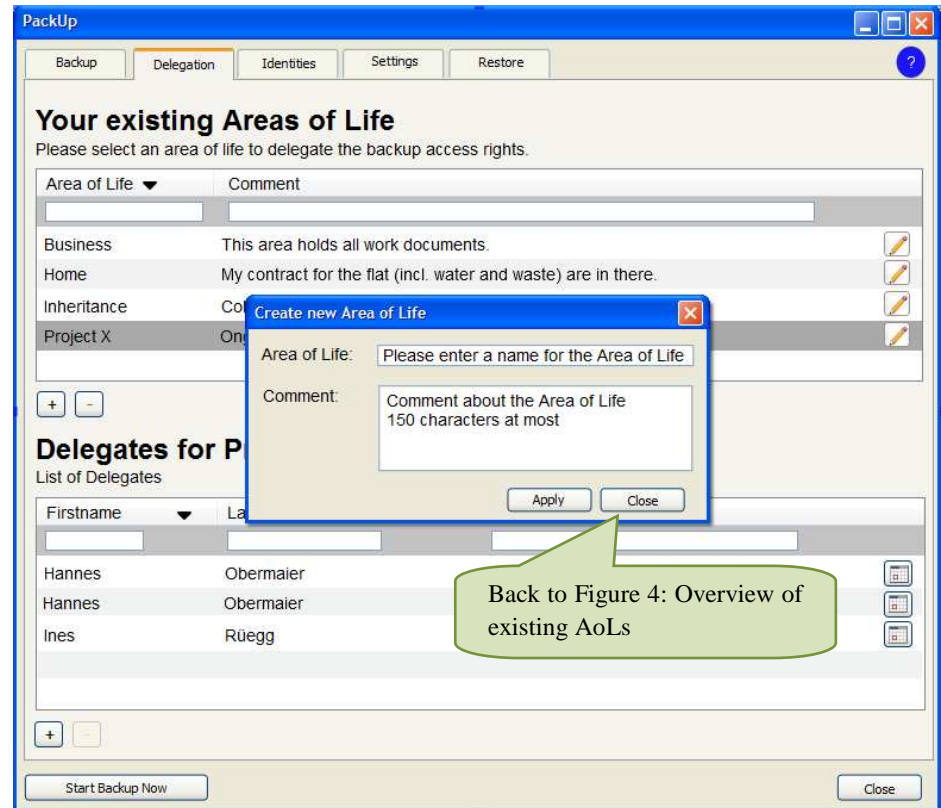 PackUp
Backup Delegation Identities Settings Restore ?
Your existing Areas of Life
Please select an area of life to delegate the backup access rights.
Area of Life Comment
Business This area holds all work documents.
Home My contract for the flat (incl. water and waste) are in there.
Inheritance
Project X
Create new Area of Life
Area of Life: Please enter a name for the Area of Life
Comment: Comment about the Area of Life
150 characters at most
Apply Close
+ -
Delegates for
List of Delegates
Firstname
Hannes Obermaier
Hannes Obermaier
Ines Rüegg
Back to Figure 4: Overview of
existing AoLs
+ -
Start Backup Now Close